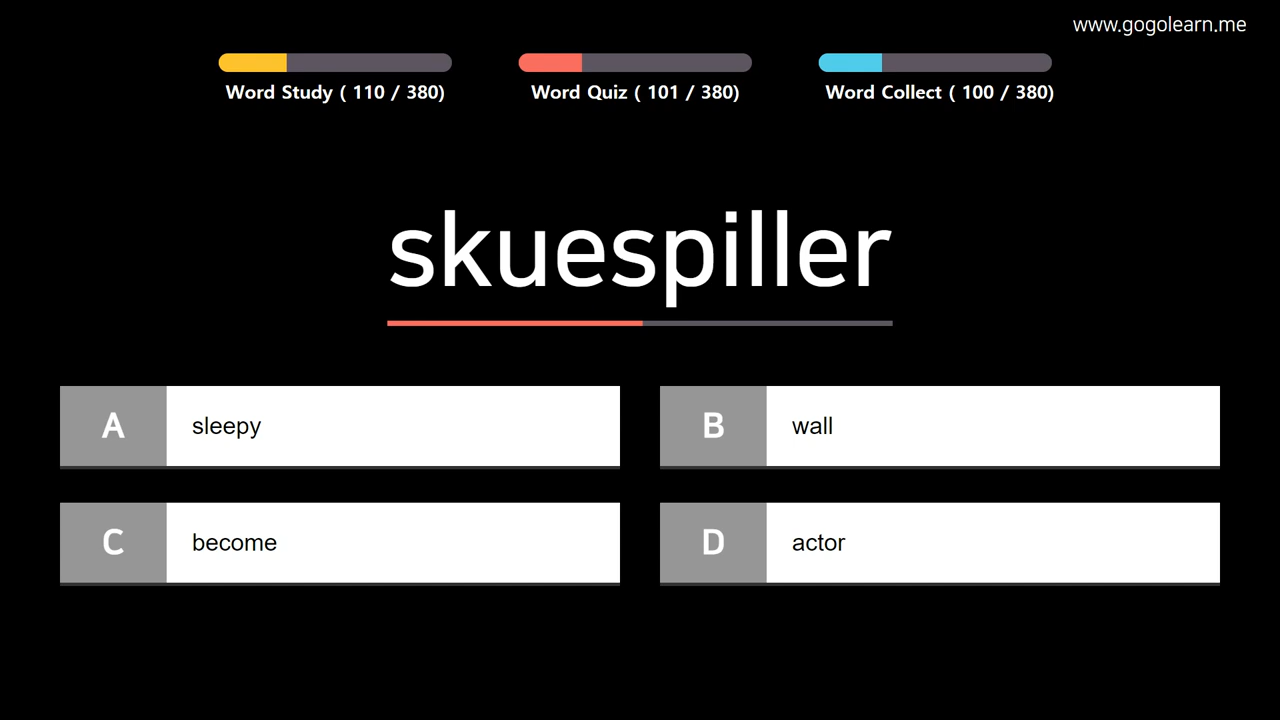 www.gogolearn.me
Word Study ( 110 / 380)
Word Quiz ( 101 / 380)
Word Collect ( 100 / 380)
skuespiller
A sleepy
B wall
C become
D actor